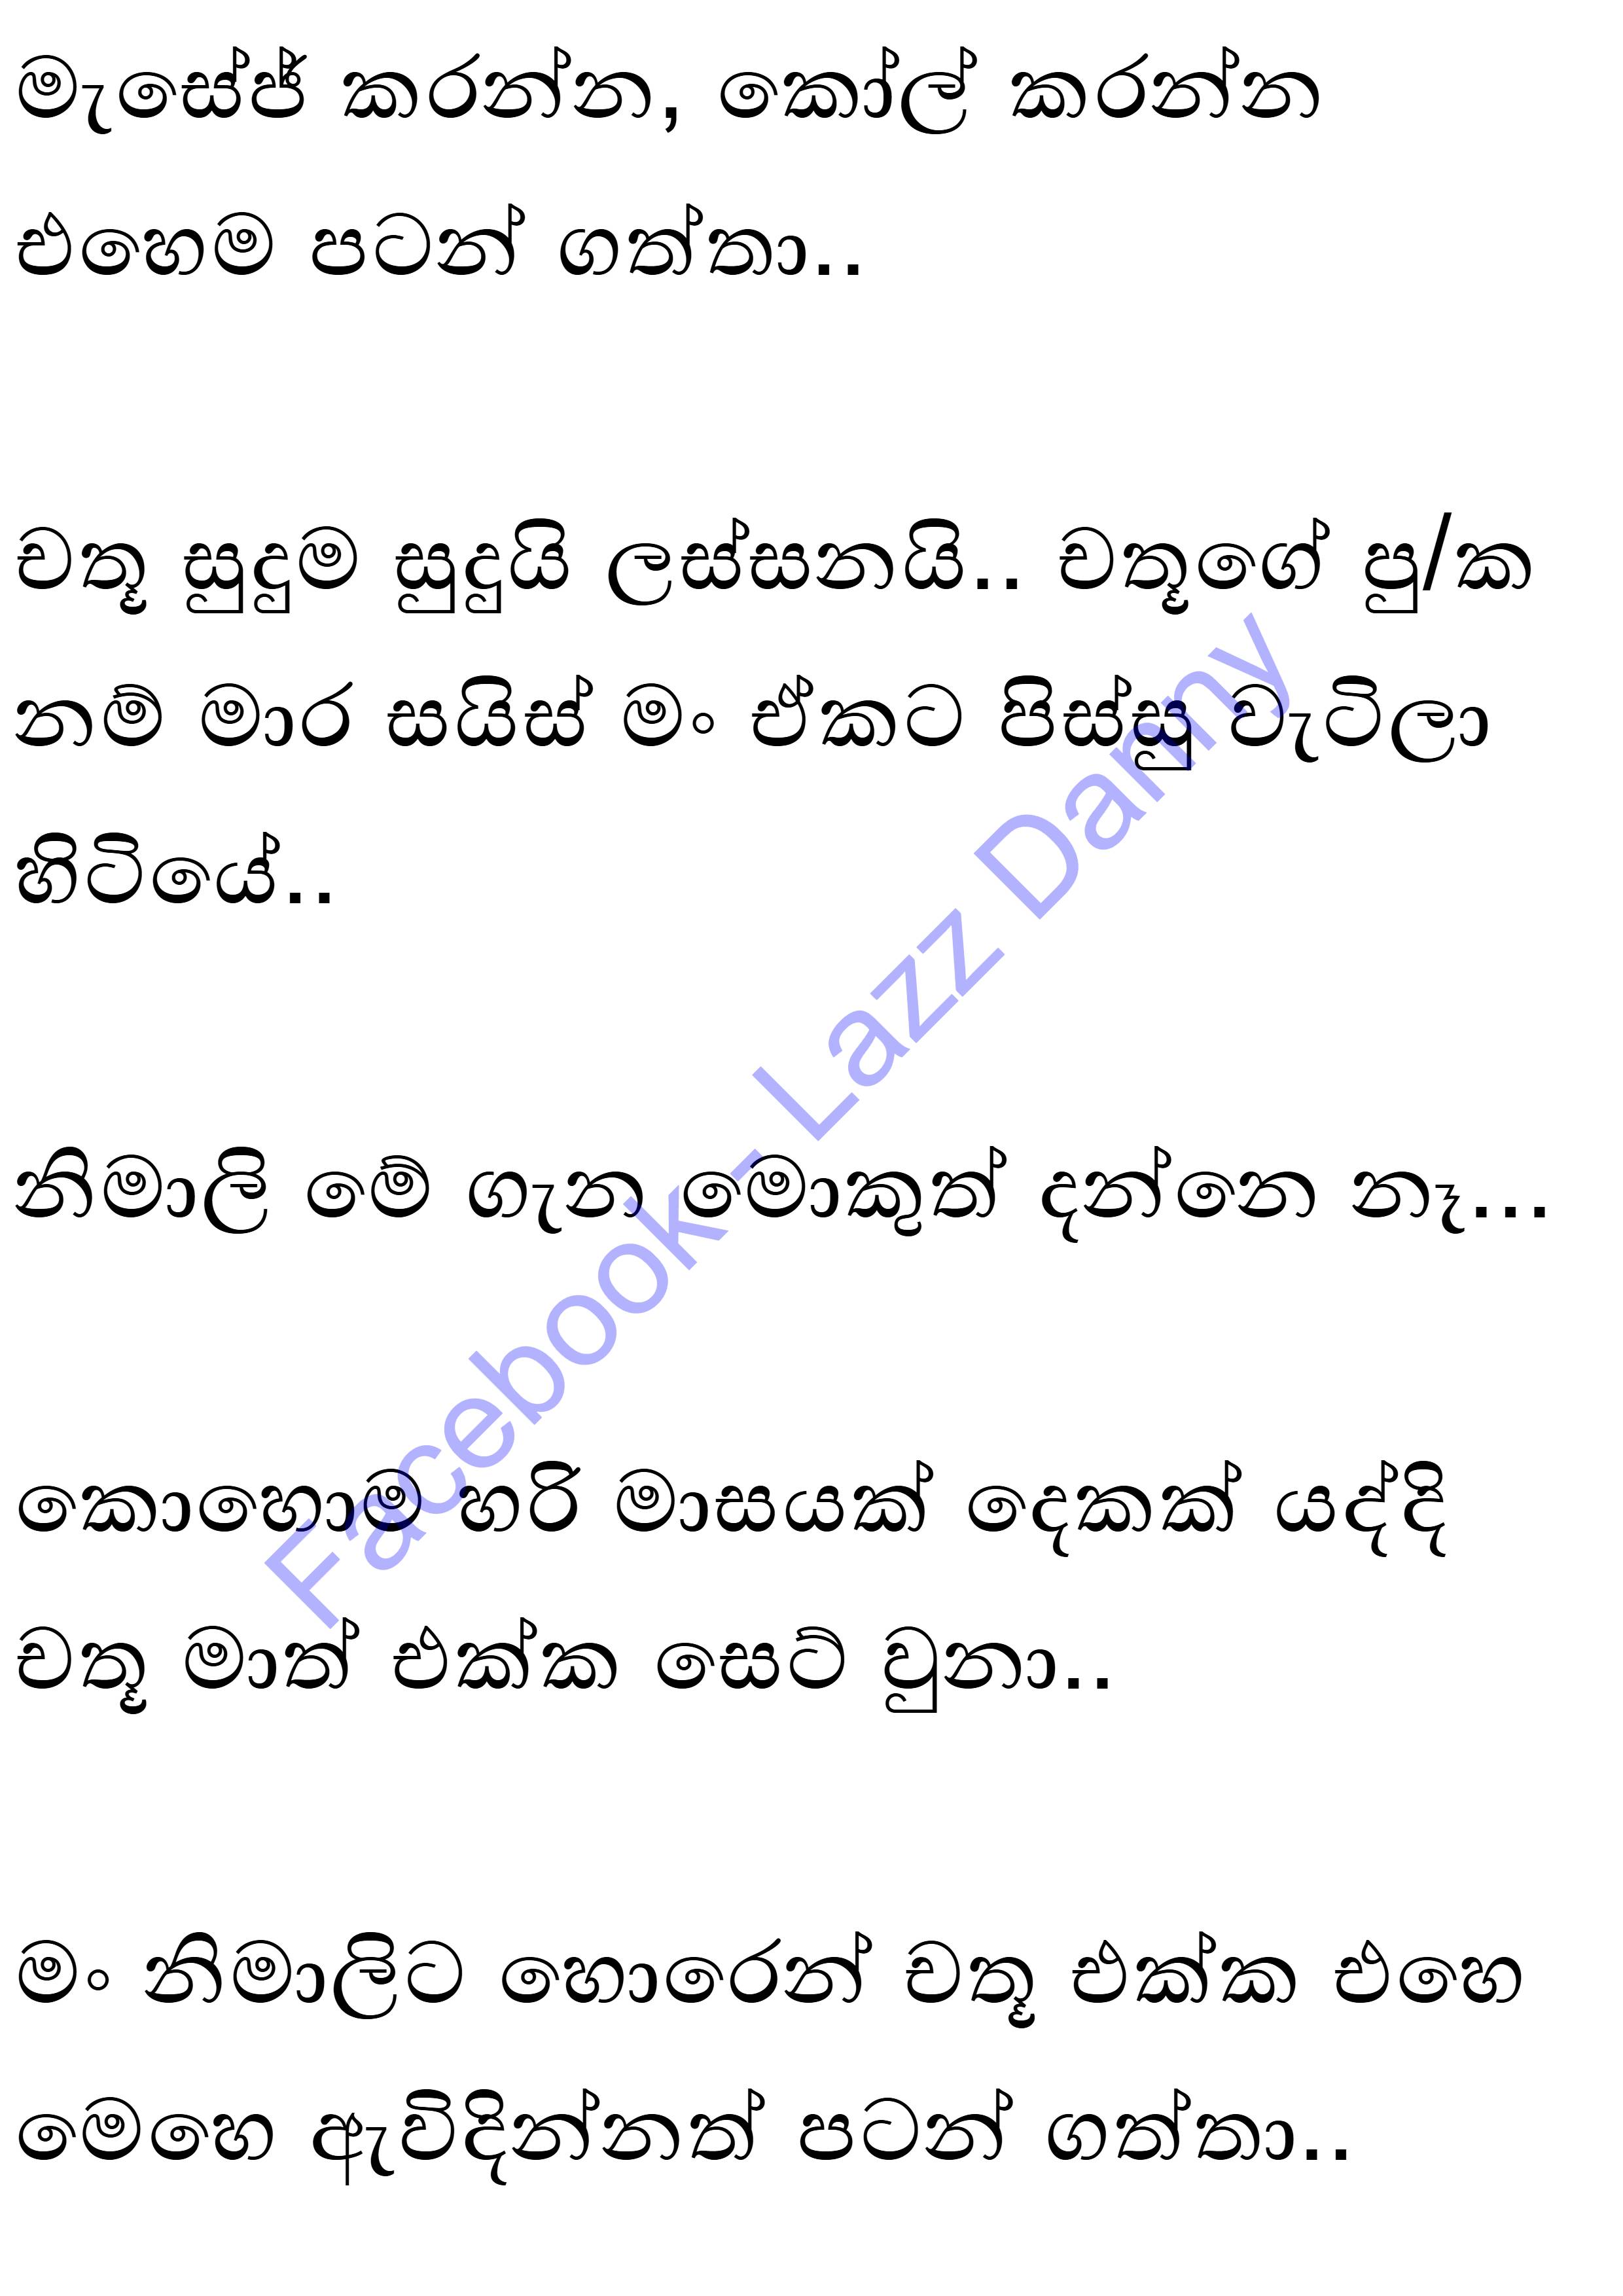 මැසේජ් කරන්න, කෝල් කරන්න
එහෙම පටන් ගත්තා..
චතූ සුදුම සුදුයි ලස්සනයි.. චතූගේ පු/ක
නම් මාර සයිස් මං ඒකට පිස්සු වැටිලා
හිටියේ..
නිමාලි මේ ගැන මොකුත් දන්නෙ නෑ...
කොහොම හරි මාසයක් දෙකක් යද්දි
චතූ මාත් එක්ක සෙට් වුනා..
මං නිමාලිට හොරෙන් චතූ එක්ක එහෙ
මෙහෙ ඇවිදින්නත් පටන් ගත්තා..
Facebook- Lazz Danny